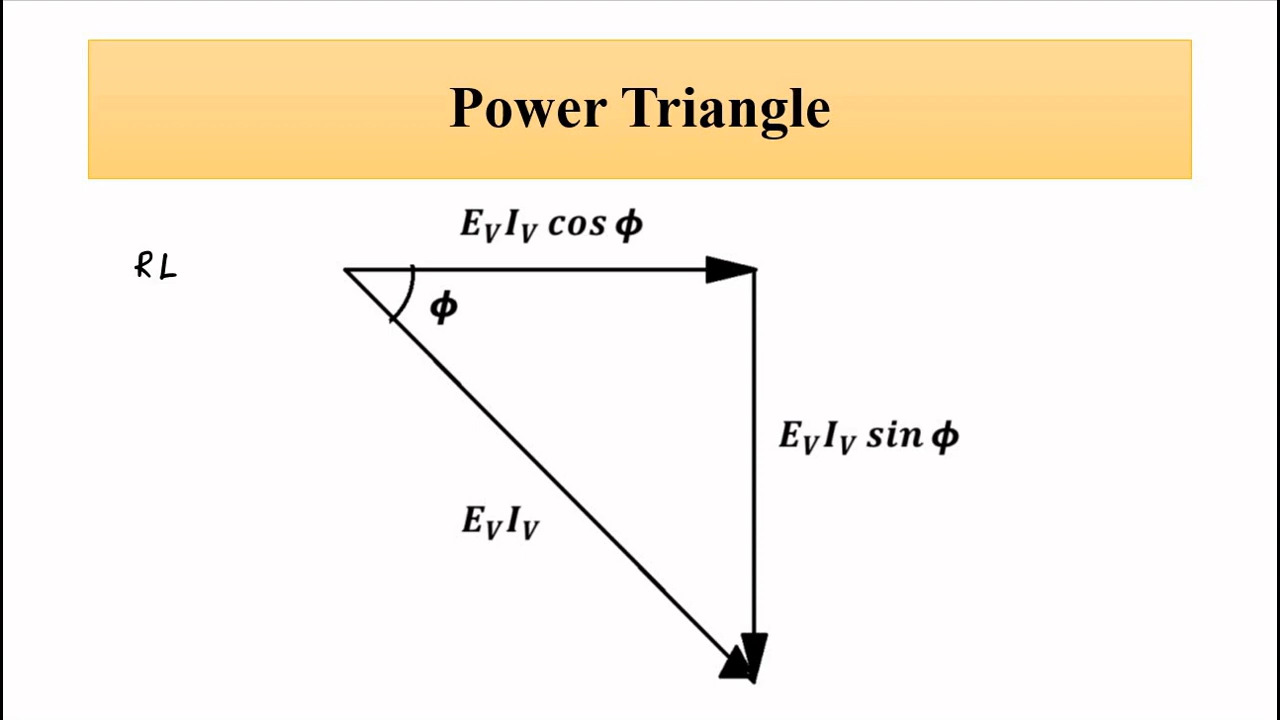 Power Triangle
E_V I_V cos ϕ
RL
ϕ
E_V I_V sin ϕ
E_V I_V